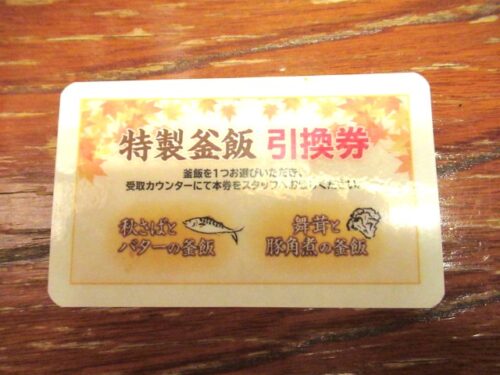 特製釜飯 引換券
釜飯を1つお選びいただき、
受取カウンターにて本券をスタッフへお渡しください。
秋さばと
バターの釜飯
舞茸と
豚角煮の釜飯